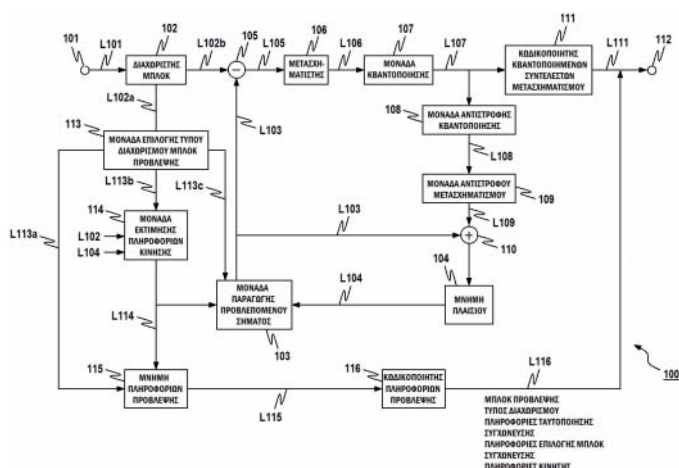 101
L101
102
ΔΙΑΧΩΡΙΣΤΗΣ
ΜΠΛΟΚ
L102b
105
−
L105
106
ΜΕΤΑΣΧΗ-
ΜΑΤΙΣΤΗΣ
L106
107
ΜΟΝΑΔΑ
ΚΒΑΝΤΟΠΟΙΗΣΗΣ
L107
111
ΚΩΔΙΚΟΠΟΙΗΤΗΣ
ΚΒΑΝΤΟΠΟΙΗΜΕΝΩΝ
ΣΥΝΤΕΛΕΣΤΩΝ
ΜΕΤΑΣΧΗΜΑΤΙΣΜΟΥ
L111
112
L102a
108
ΜΟΝΑΔΑ ΑΝΤΙΣΤΡΟΦΗΣ
ΚΒΑΝΤΟΠΟΙΗΣΗΣ
L103
113
ΜΟΝΑΔΑ ΕΠΙΛΟΓΗΣ ΤΥΠΟΥ
ΔΙΑΧΩΡΙΣΜΟΥ ΜΠΛΟΚ
ΠΡΟΒΛΕΨΗΣ
L108
L113b
L113c
ΜΟΝΑΔΑ ΑΝΤΙΣΤΡΟΦΟΥ
ΜΕΤΑΣΧΗΜΑΤΙΣΜΟΥ
109
114
ΜΟΝΑΔΑ
ΕΚΤΙΜΗΣΗΣ
ΠΛΗΡΟΦΟΡΙΩΝ
ΚΙΝΗΣΗΣ
L113a
L102
L104
L103
L109
+
110
ΜΟΝΑΔΑ
ΠΑΡΑΓΩΓΗΣ
ΠΡΟΒΛΕΠΟΜΕΝΟΥ
ΣΗΜΑΤΟΣ
103
L104
104
ΜΝΗΜΗ
ΠΛΑΙΣΙΟΥ
L114
115
ΜΝΗΜΗ
ΠΛΗΡΟΦΟΡΙΩΝ
ΠΡΟΒΛΕΨΗΣ
L115
116
ΚΩΔΙΚΟΠΟΙΗΤΗΣ
ΠΛΗΡΟΦΟΡΙΩΝ
ΠΡΟΒΛΕΨΗΣ
L116
100
ΜΠΛΟΚ ΠΡΟΒΛΕΨΗΣ
ΤΥΠΟΣ ΔΙΑΧΩΡΙΣΜΟΥ
ΠΛΗΡΟΦΟΡΙΕΣ ΤΑΥΤΟΠΟΙΗΣΗΣ
ΣΥΓΧΩΝΕΥΣΗΣ
ΠΛΗΡΟΦΟΡΙΕΣ ΕΠΙΛΟΓΗΣ ΜΠΛΟΚ
ΣΥΓΧΩΝΕΥΣΗΣ
ΠΛΗΡΟΦΟΡΙΕΣ ΚΙΝΗΣΗΣ